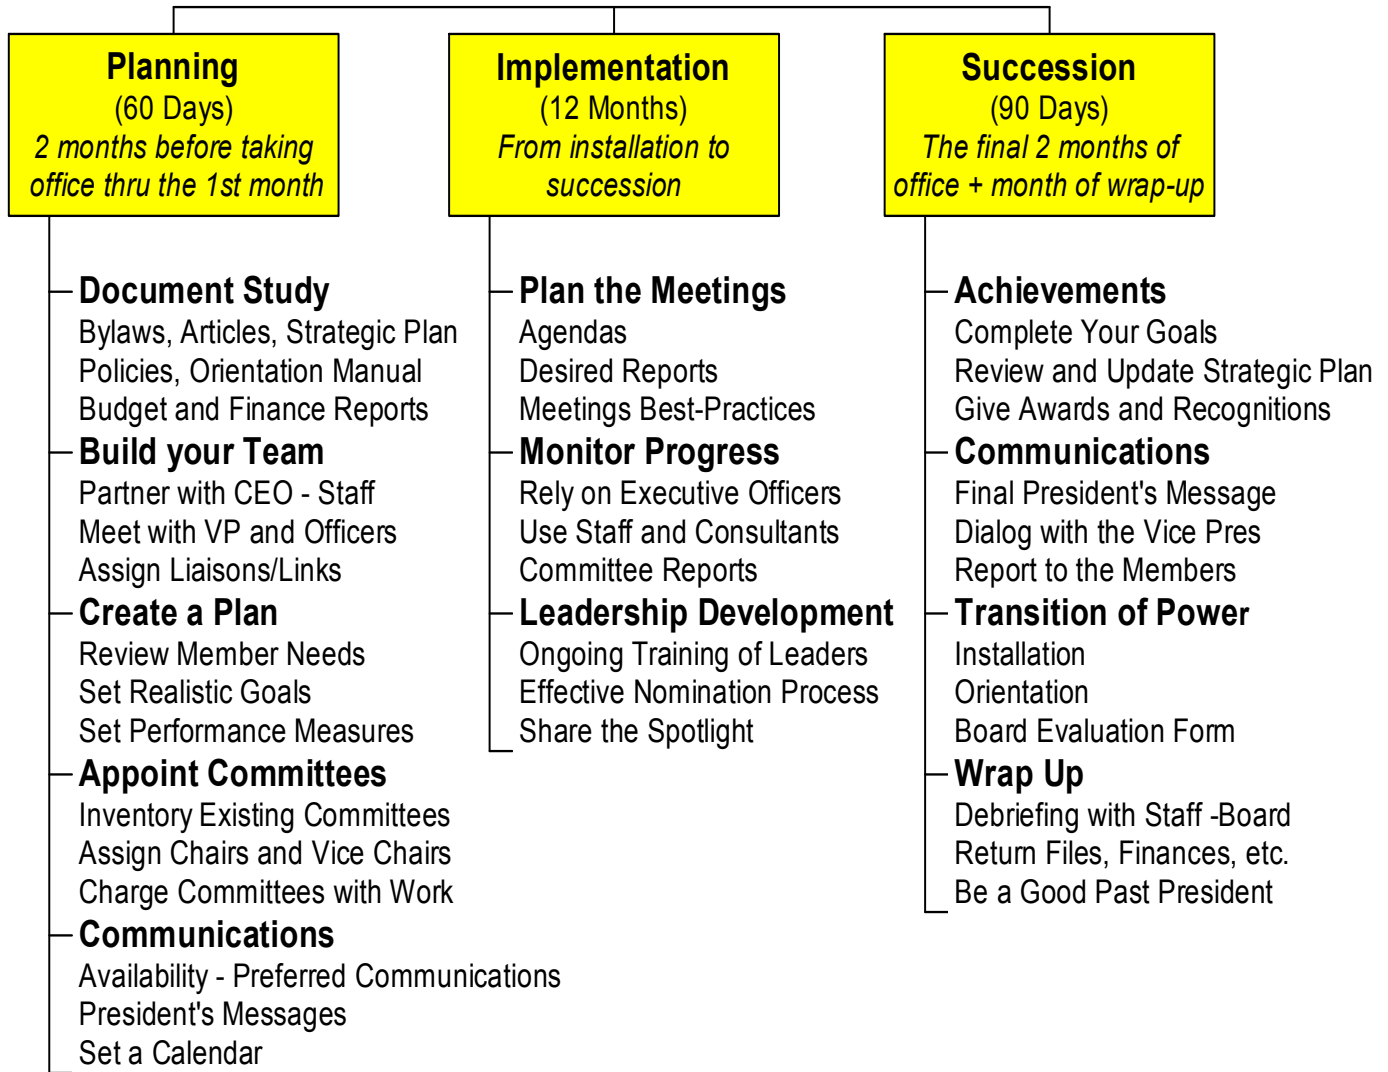 Planning
(60 Days)
2 months before taking
office thru the 1st month
Document Study
Bylaws, Articles, Strategic Plan
Policies, Orientation Manual
Budget and Finance Reports
Build your Team
Partner with CEO - Staff
Meet with VP and Officers
Assign Liaisons/Links
Create a Plan
Review Member Needs
Set Realistic Goals
Set Performance Measures
Appoint Committees
Inventory Existing Committees
Assign Chairs and Vice Chairs
Charge Committees with Work
Communications
Availability - Preferred Communications
President's Messages
Set a Calendar
Implementation
(12 Months)
From installation to
succession
Plan the Meetings
Agendas
Desired Reports
Meetings Best-Practices
Monitor Progress
Rely on Executive Officers
Use Staff and Consultants
Committee Reports
Leadership Development
Ongoing Training of Leaders
Effective Nomination Process
Share the Spotlight
Succession
(90 Days)
The final 2 months of
office + month of wrap-up
Achievements
Complete Your Goals
Review and Update Strategic Plan
Give Awards and Recognitions
Communications
Final President's Message
Dialog with the Vice Pres
Report to the Members
Transition of Power
Installation
Orientation
Board Evaluation Form
Wrap Up
Debriefing with Staff -Board
Return Files, Finances, etc.
Be a Good Past President